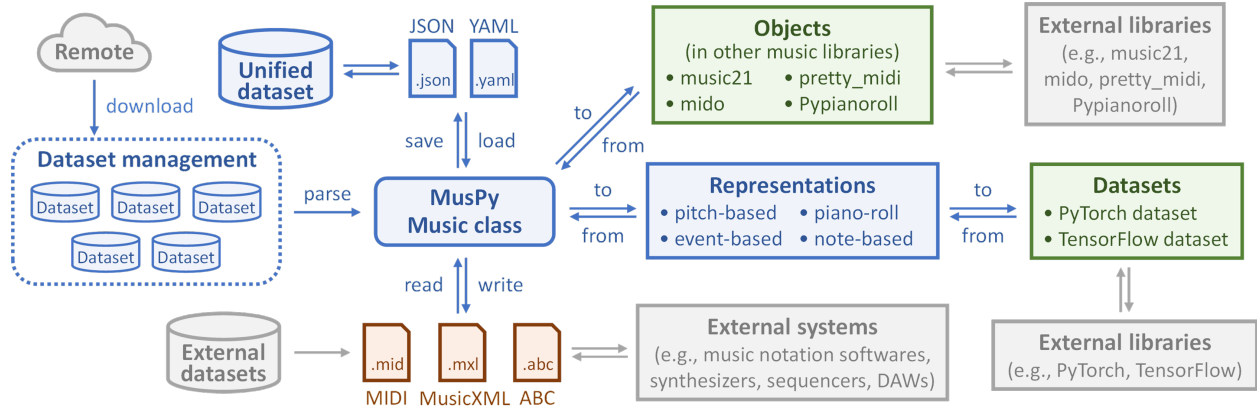 Remote
download
Dataset management
Dataset Dataset Dataset
Dataset Dataset
parse
Unified
dataset
JSON YAML
.json .yaml
save load
MusPy
Music class
read write
External
datasets
.mid .mxl .abc
MIDI MusicXML ABC
to
from
Objects
(in other music libraries)
• music21 • pretty_midi
• mido • Pypianoroll
External libraries
(e.g., music21,
mido, pretty_midi,
Pypianoroll)
to
from
Representations
• pitch-based • piano-roll
• event-based • note-based
to
from
Datasets
• PyTorch dataset
• TensorFlow dataset
External systems
(e.g., music notation softwares,
synthesizers, sequencers, DAWs)
External libraries
(e.g., PyTorch, TensorFlow)